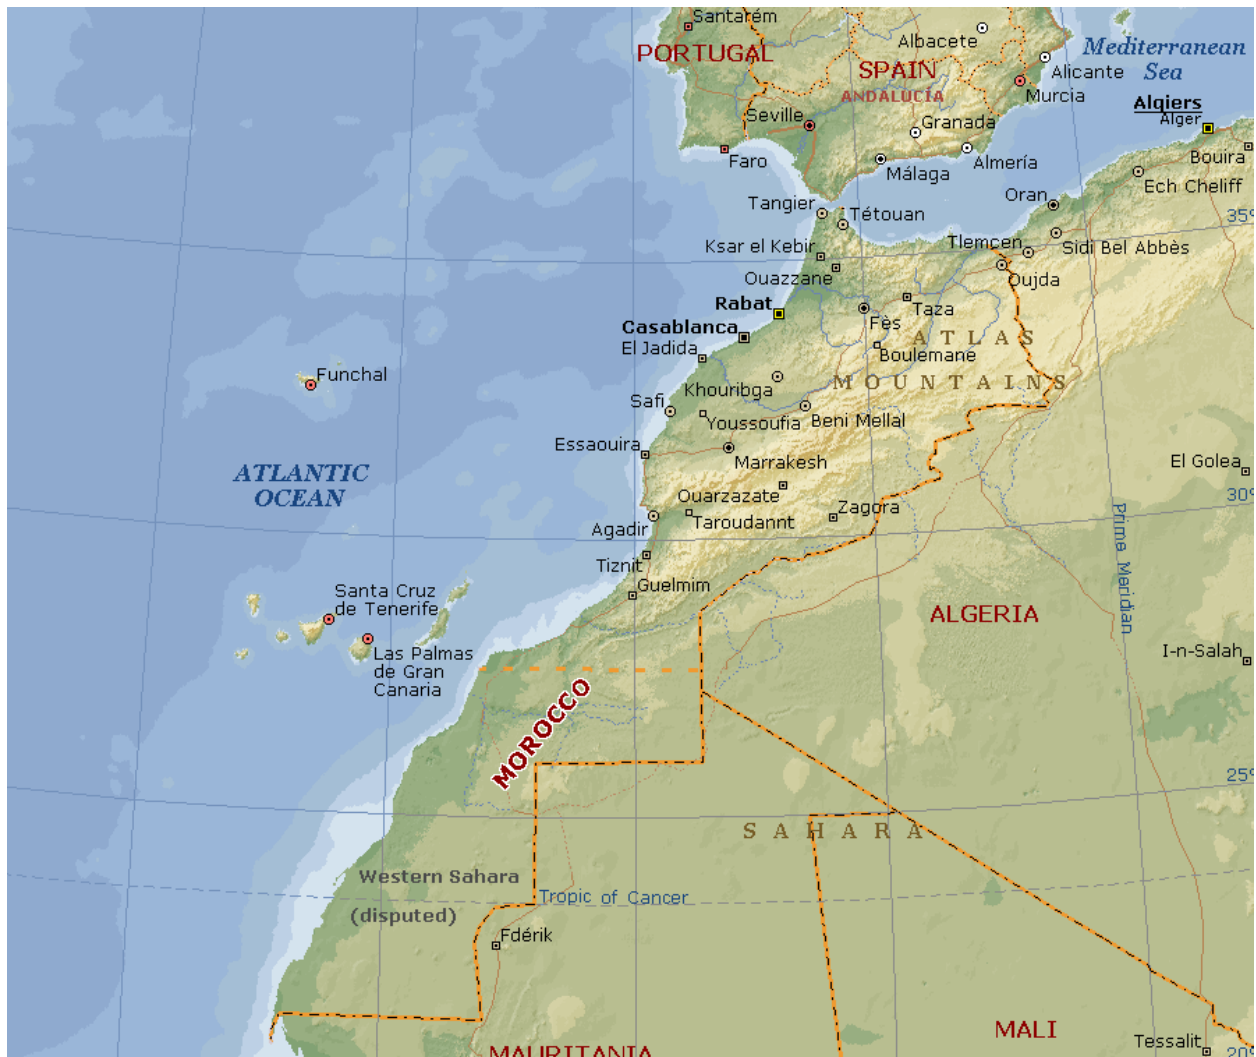 Santarém
PORTUGAL
Albacete
SPAIN
ANDALUCÍA
Mediterranean
Sea
Alicante
Murcia
Alqiers
Alger
Seville
Granada
Faro
Málaga
Almería
Bouira
Ech Cheliff
Oran
Tangier
Tétouan
35°
Ksar el Kebir
Tlemcen
Sidi Bel Abbès
Ouazzane
Oujda
Rabat
Casablanca
Fès
Taza
El Jadida
Boulemane
ATLAS
MOUNTAINS
Funchal
Khouribga
Safi
Youssoufia
Beni Mellal
Essaouira
Marrakesh
El Golea
ATLANTIC
OCEAN
Ouarzazate
Zagora
30°
Agadir
Taroudannt
Prime Meridian
Tiznit
Guelmim
Santa Cruz
de Tenerife
ALGERIA
Las Palmas
de Gran
Canaria
I-n-Salah
MOROCCO
25°
SAHARA
Western Sahara
(disputed)
Tropic of Cancer
Fdérik
MALI
MAURITANIA
Tessalit
20°